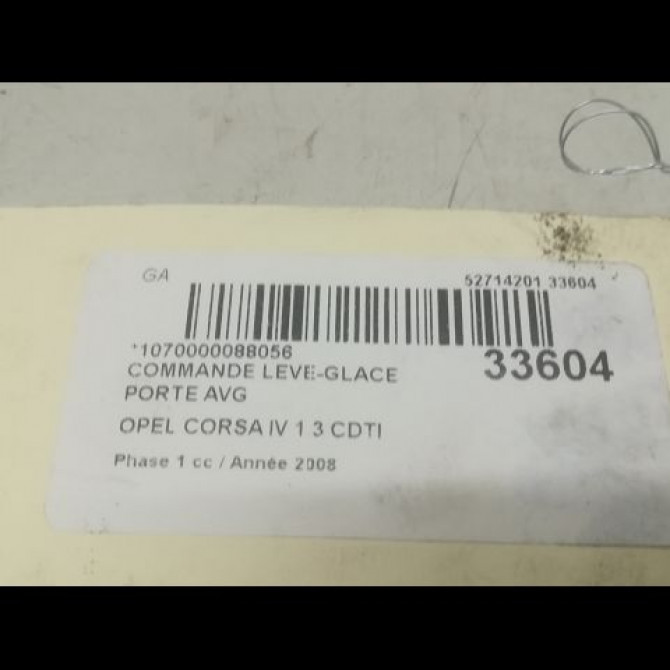 GA
52714201 33604
*1070000088056
33604
COMMANDE LEVE-GLACE
PORTE AVG
OPEL CORSA IV 1 3 CDTI
Phase 1 cc / Année 2008